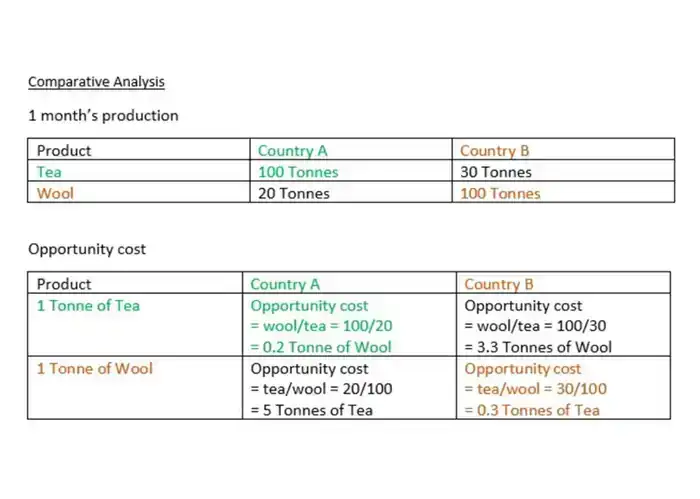 Comparative Analysis
1 month's production
Product Country A Country B
Tea 100 Tonnes 30 Tonnes
Wool 20 Tonnes 100 Tonnes
Opportunity cost
Product Country A Country B
1 Tonne of Tea Opportunity cost Opportunity cost
= wool/tea = 100/20 = wool/tea = 100/30
= 0.2 Tonne of Wool = 3.3 Tonnes of Wool
1 Tonne of Wool Opportunity cost Opportunity cost
= tea/wool = 20/100 = tea/wool = 30/100
= 5 Tonnes of Tea = 0.3 Tonnes of Tea